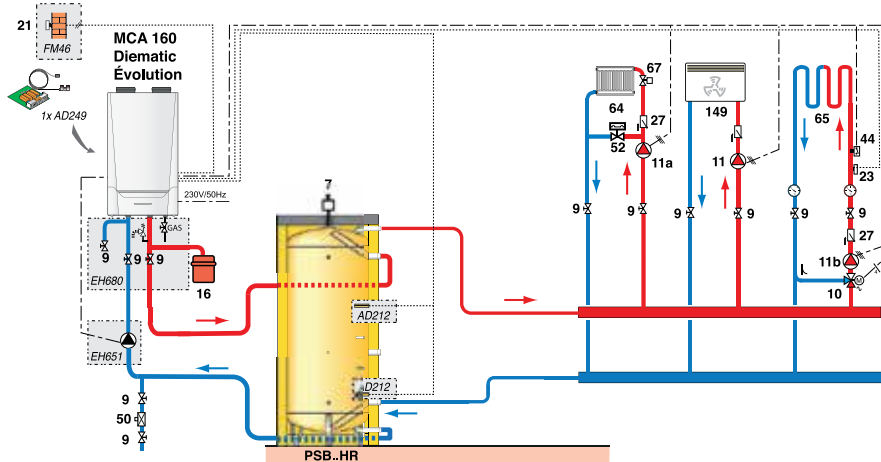 21
FM46
MCA 160
Diematic
Évolution
1x AD249
230V/50Hz
GAS
9
9
9
EH680
16
EH651
9
50
9
7
AD212
AD212
PSB..HR
67
64
27
52
11a
9
9
149
11
9
9
65
44
23
9
9
27
11b
10
M